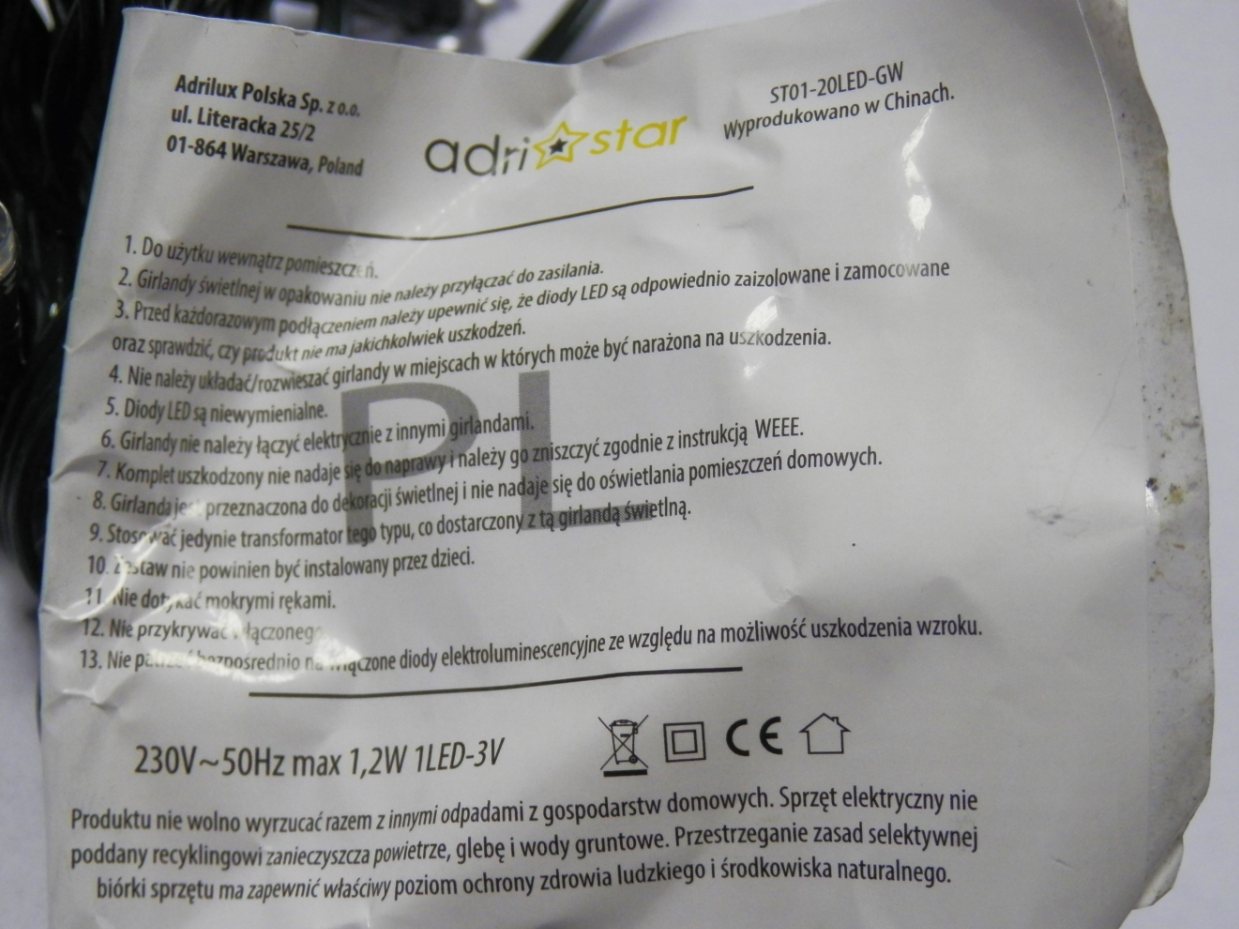 Adrilux Polska Sp. z o.o.
ul. Literacka 25/2
01-864 Warszawa, Poland
adri star
ST01-20LED-GW
Wyprodukowano w Chinach.
1. Do użytku wewnątrz pomieszczeń.
2. Girlandy świetlnej w opakowaniu nie należy przyłączać do zasilania.
3. Przed każdorazowym podłączeniem należy upewnić się, że diody LED są odpowiednio zaizolowane i zamocowane
oraz sprawdzić, czy produkt nie ma jakichkolwiek uszkodzeń.
4. Nie należy układać/rozwieszać girlandy w miejscach w których może być narażona na uszkodzenia.
5. Diody LED są niewymienialne.
6. Girlandy nie należy łączyć elektrycznie z innymi girlandami.
7. Komplet uszkodzony nie nadaje się do naprawy i należy go zniszczyć zgodnie z instrukcją WEEE.
8. Girlanda jest przeznaczona do dekoracji świetlnej i nie nadaje się do oświetlania pomieszczeń domowych.
9. Stosować jedynie transformator tego typu, co dostarczony z tą girlandą świetlną.
10. Zestaw nie powinien być instalowany przez dzieci.
11. Nie dotykać mokrymi rękami.
12. Nie przykrywać
13. Nie patrzeć bezpośrednio na włączone diody elektroluminescencyjne ze względu na możliwość uszkodzenia wzroku.
PL
230V~50Hz max 1,2W 1LED-3V
CE
Produktu nie wolno wyrzucać razem z innymi odpadami z gospodarstw domowych. Sprzęt elektryczny nie
poddany recyklingowi zanieczyszcza powietrze, glebę i wody gruntowe. Przestrzeganie zasad selektywnej
biórki sprzętu ma zapewnić właściwy poziom ochrony zdrowia ludzkiego i środkowiska naturalnego.